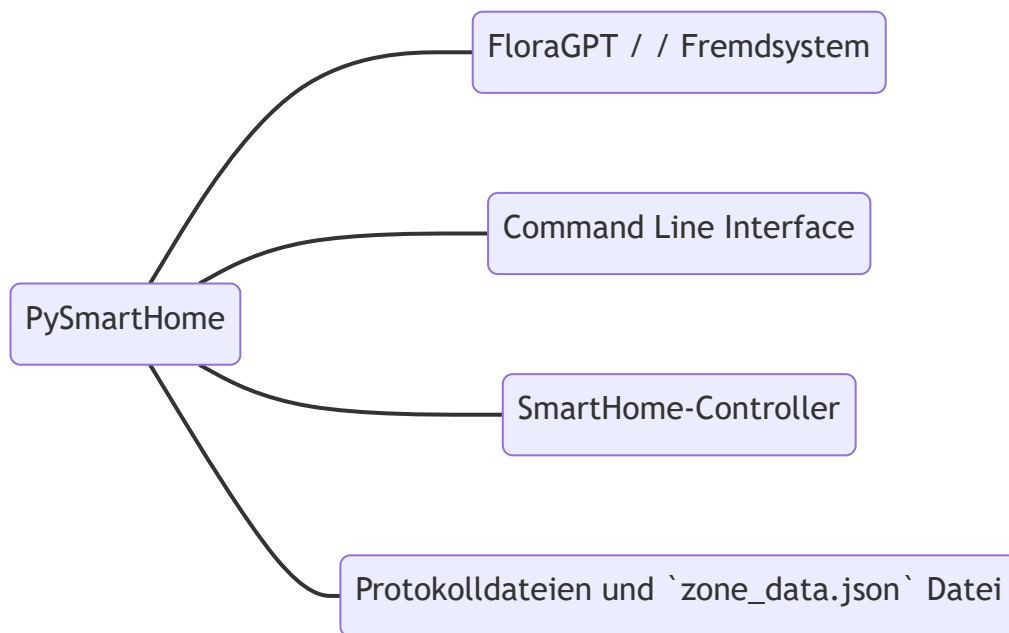 FloraGPT / / Fremdsystem
Command Line Interface
PySmartHome
SmartHome-Controller
Protokolldateien und `zone_data.json` Datei